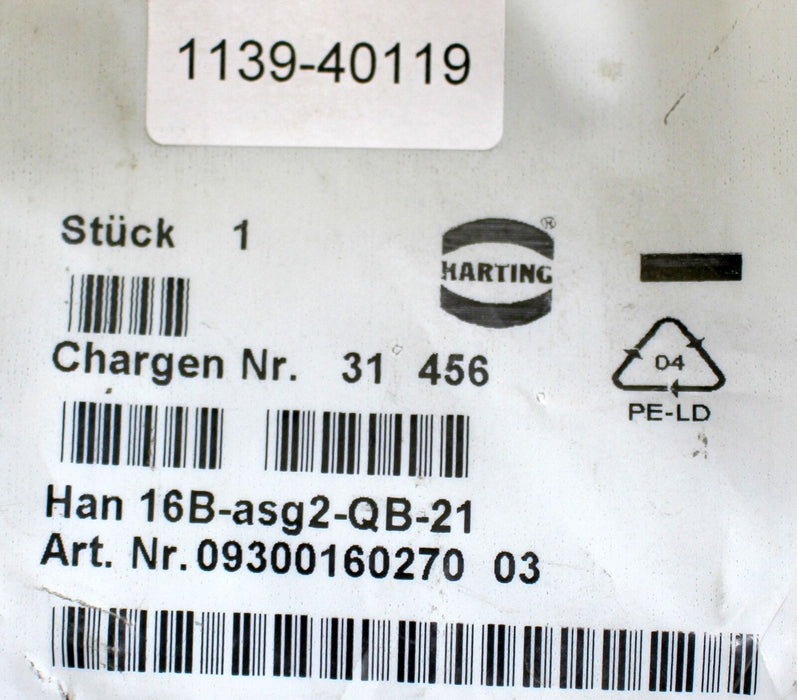 1139-40119
Stück 1
HARTING®
Chargen Nr. 31 456
04
PE-LD
Han 16B-asg2-QB-21
Art. Nr. 09300160270 03